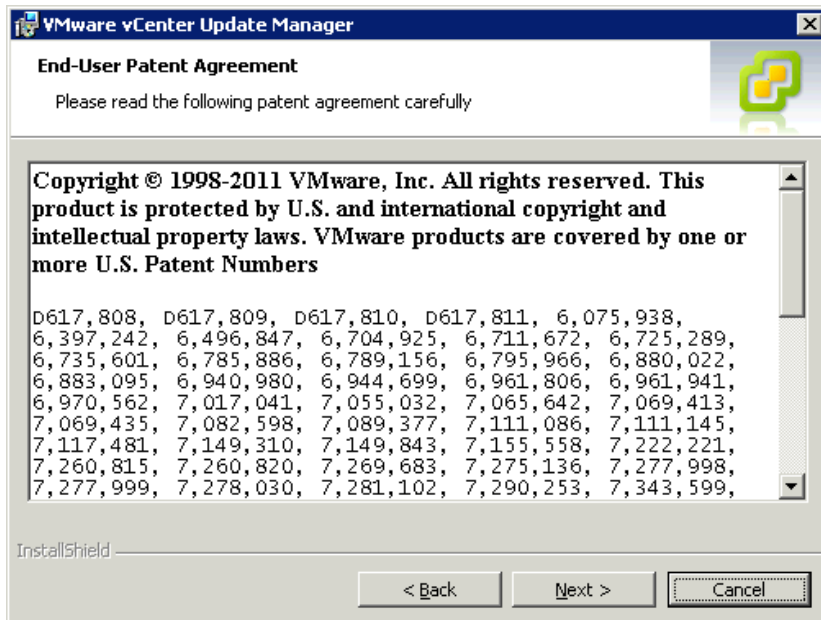 VMware vCenter Update Manager
End-User Patent Agreement
Please read the following patent agreement carefully
Copyright © 1998-2011 VMware, Inc. All rights reserved. This
product is protected by U.S. and international copyright and
intellectual property laws. VMware products are covered by one or
more U.S. Patent Numbers
D617,808, D617,809, D617,810, D617,811, 6,075,938,
6,397,242, 6,496,847, 6,704,925, 6,711,672, 6,725,289,
6,735,601, 6,785,886, 6,789,156, 6,795,966, 6,880,022,
6,883,095, 6,940,980, 6,944,699, 6,961,806, 6,961,941,
6,970,562, 7,017,041, 7,055,032, 7,065,642, 7,069,413,
7,069,435, 7,082,598, 7,089,377, 7,111,086, 7,111,145,
7,117,481, 7,149,310, 7,149,843, 7,155,558, 7,222,221,
7,260,815, 7,260,820, 7,269,683, 7,275,136, 7,277,998,
7,277,999, 7,278,030, 7,281,102, 7,290,253, 7,343,599,
InstallShield
< Back Next > Cancel